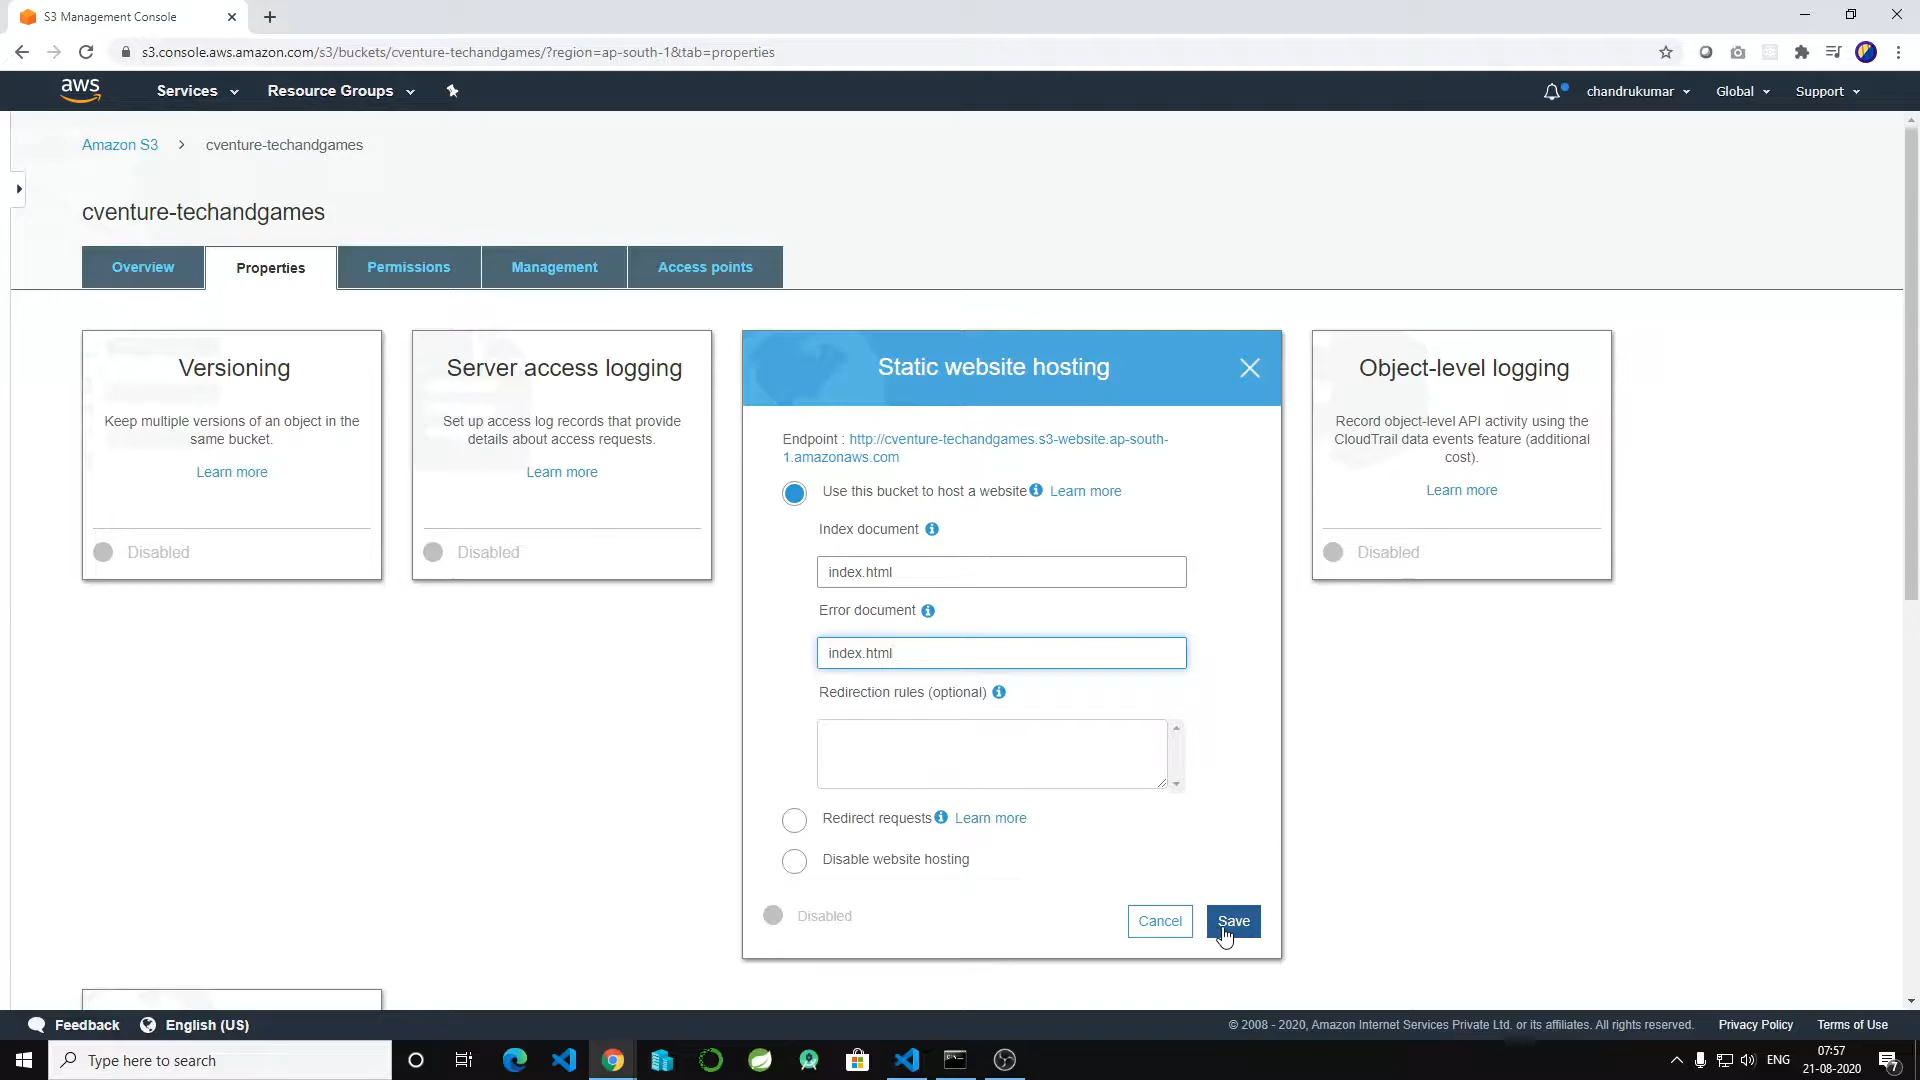 S3 Management Console
s3.console.aws.amazon.com/s3/buckets/cventure-techandgames/?region=ap-south-1&tab=properties
aws
Services
Resource Groups
chandrukumar
Global
Support
Amazon S3
cventure-techandgames
cventure-techandgames
Overview
Properties
Permissions
Management
Access points
Versioning
Keep multiple versions of an object in the
same bucket.
Learn more
Disabled
Server access logging
Set up access log records that provide
details about access requests.
Learn more
Disabled
Static website hosting
Endpoint : http://cventure-techandgames.s3-website.ap-south-
1.amazonaws.com
Use this bucket to host a website Learn more
Index document
index.html
Error document
index.html
Redirection rules (optional)
Redirect requests Learn more
Disable website hosting
Disabled
Cancel
Save
Object-level logging
Record object-level API activity using the
CloudTrail data events feature (additional
cost).
Learn more
Disabled
Feedback
English (US)
© 2008 - 2020, Amazon Internet Services Private Ltd. or its affiliates. All rights reserved.
Privacy Policy
Terms of Use
Type here to search
ENG
07:57
21-08-2020
7